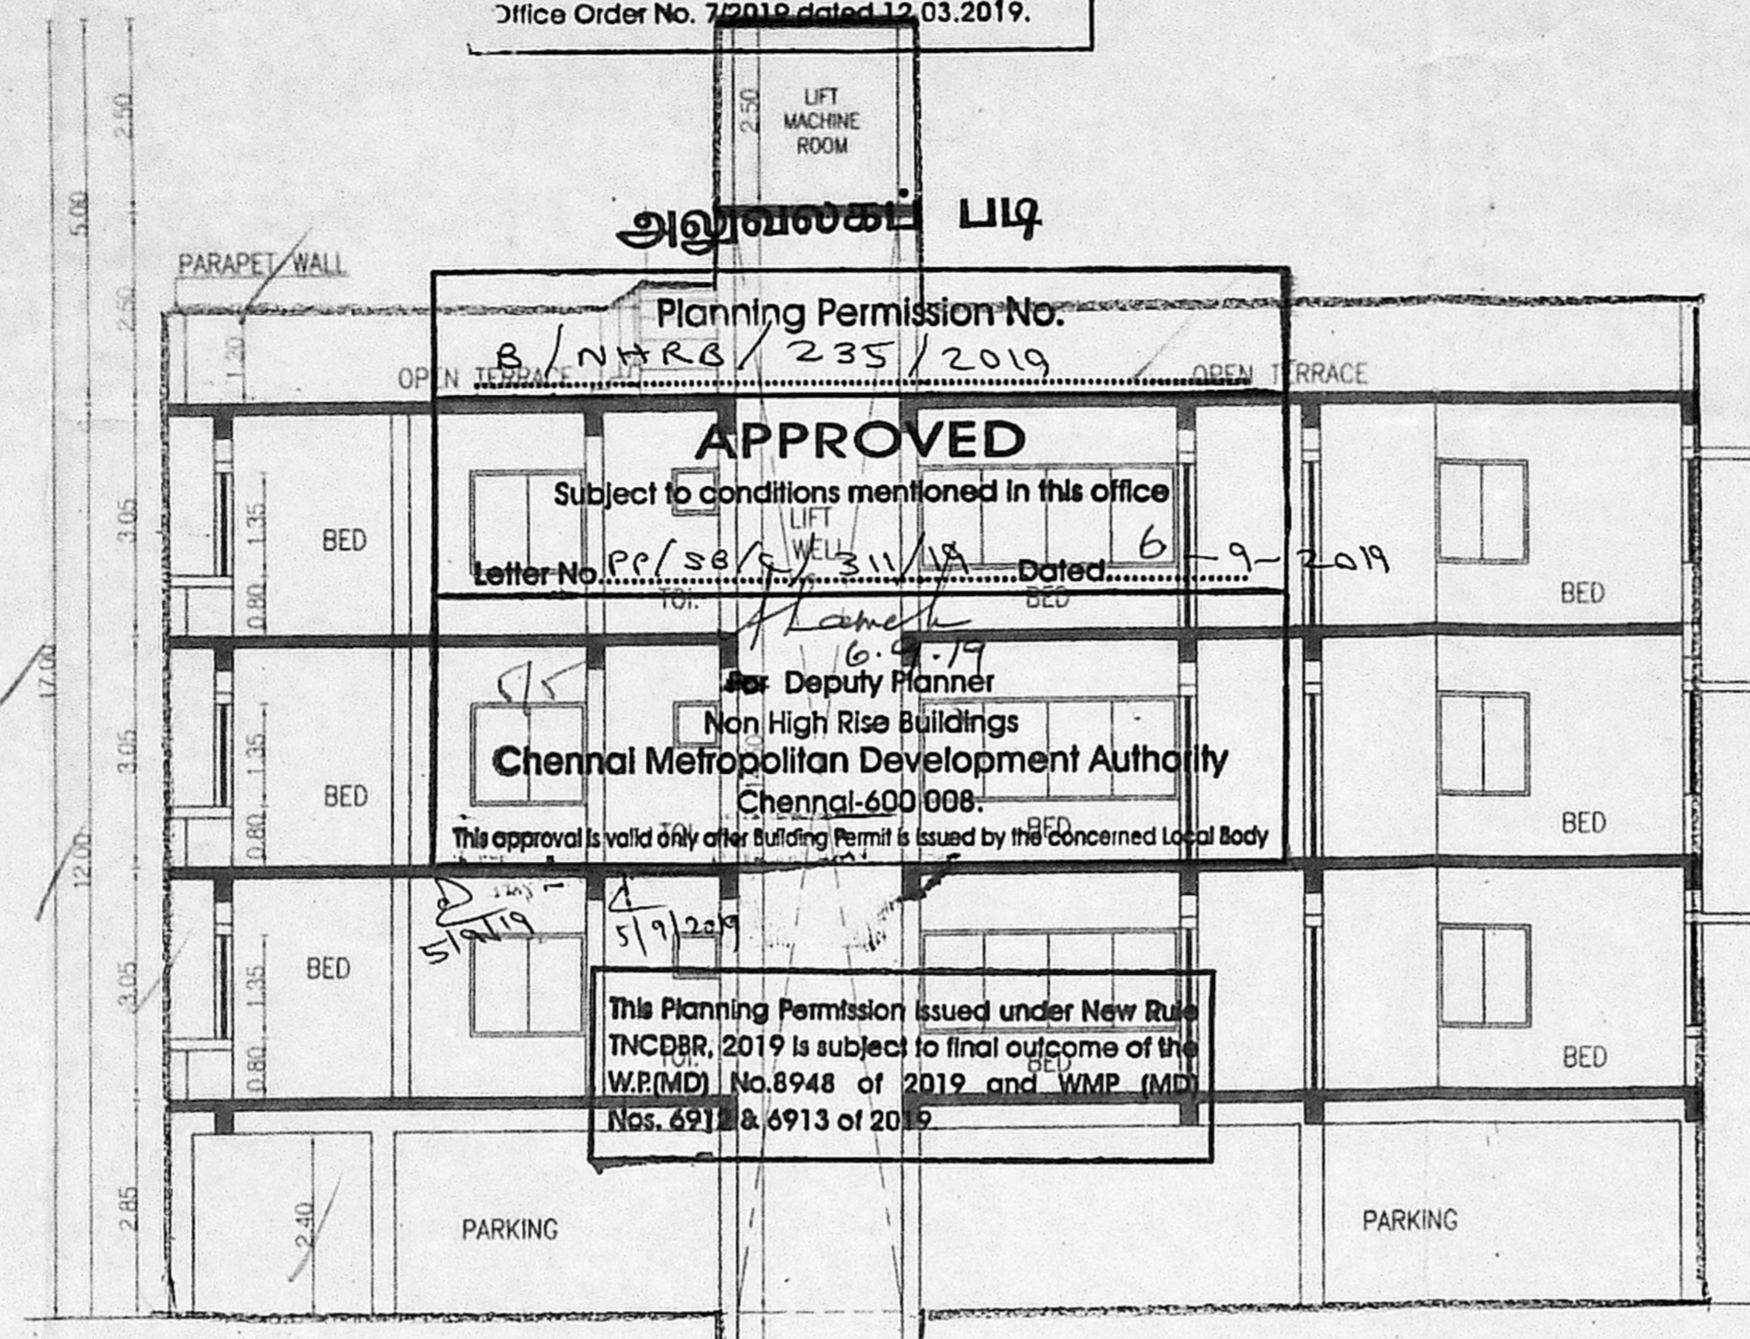 Office Order No. 7/2019 dated 12.03.2019.
2.50
2.50
LIFT
MACHINE
ROOM
5.00
அலுவலகப் படி
PARAPET WALL
2.50
Planning Permission No.
B/NHRB/235/2019
1.20
OPEN TERRACE
OPEN TERRACE
APPROVED
Subject to conditions mentioned in this office
LIFT
WELL
3.05
1.35
BED
Letter No. PP/SB/C/311/19 Dated 6-9-2019
0.80
TOI.
BED
BED
6.9.19
17.00
For Deputy Planner
Non High Rise Buildings
3.05
1.35
Chennai Metropolitan Development Authority
BED
Chennai-600 008.
BED
0.80
TOI.
BED
This approval is valid only after Building Permit is issued by the concerned Local Body
12.00
5/9/19
5/9/2019
BED
3.05
1.35
This Planning Permission issued under New Rule
TNCDBR, 2019 is subject to final outcome of the
W.P.(MD) No.8948 of 2019 and WMP (MD)
Nos. 6912 & 6913 of 2019
0.80
TOI.
BED
BED
2.85
2.40
PARKING
PARKING